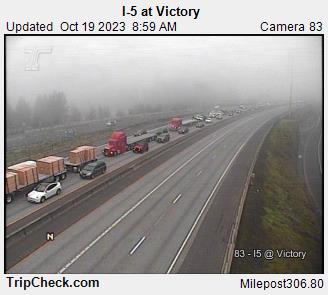 I-5 at Victory
Updated Oct 19 2023 8:59 AM Camera 83
N
83 - I5 @ Victory
TripCheck.com Milepost306.80